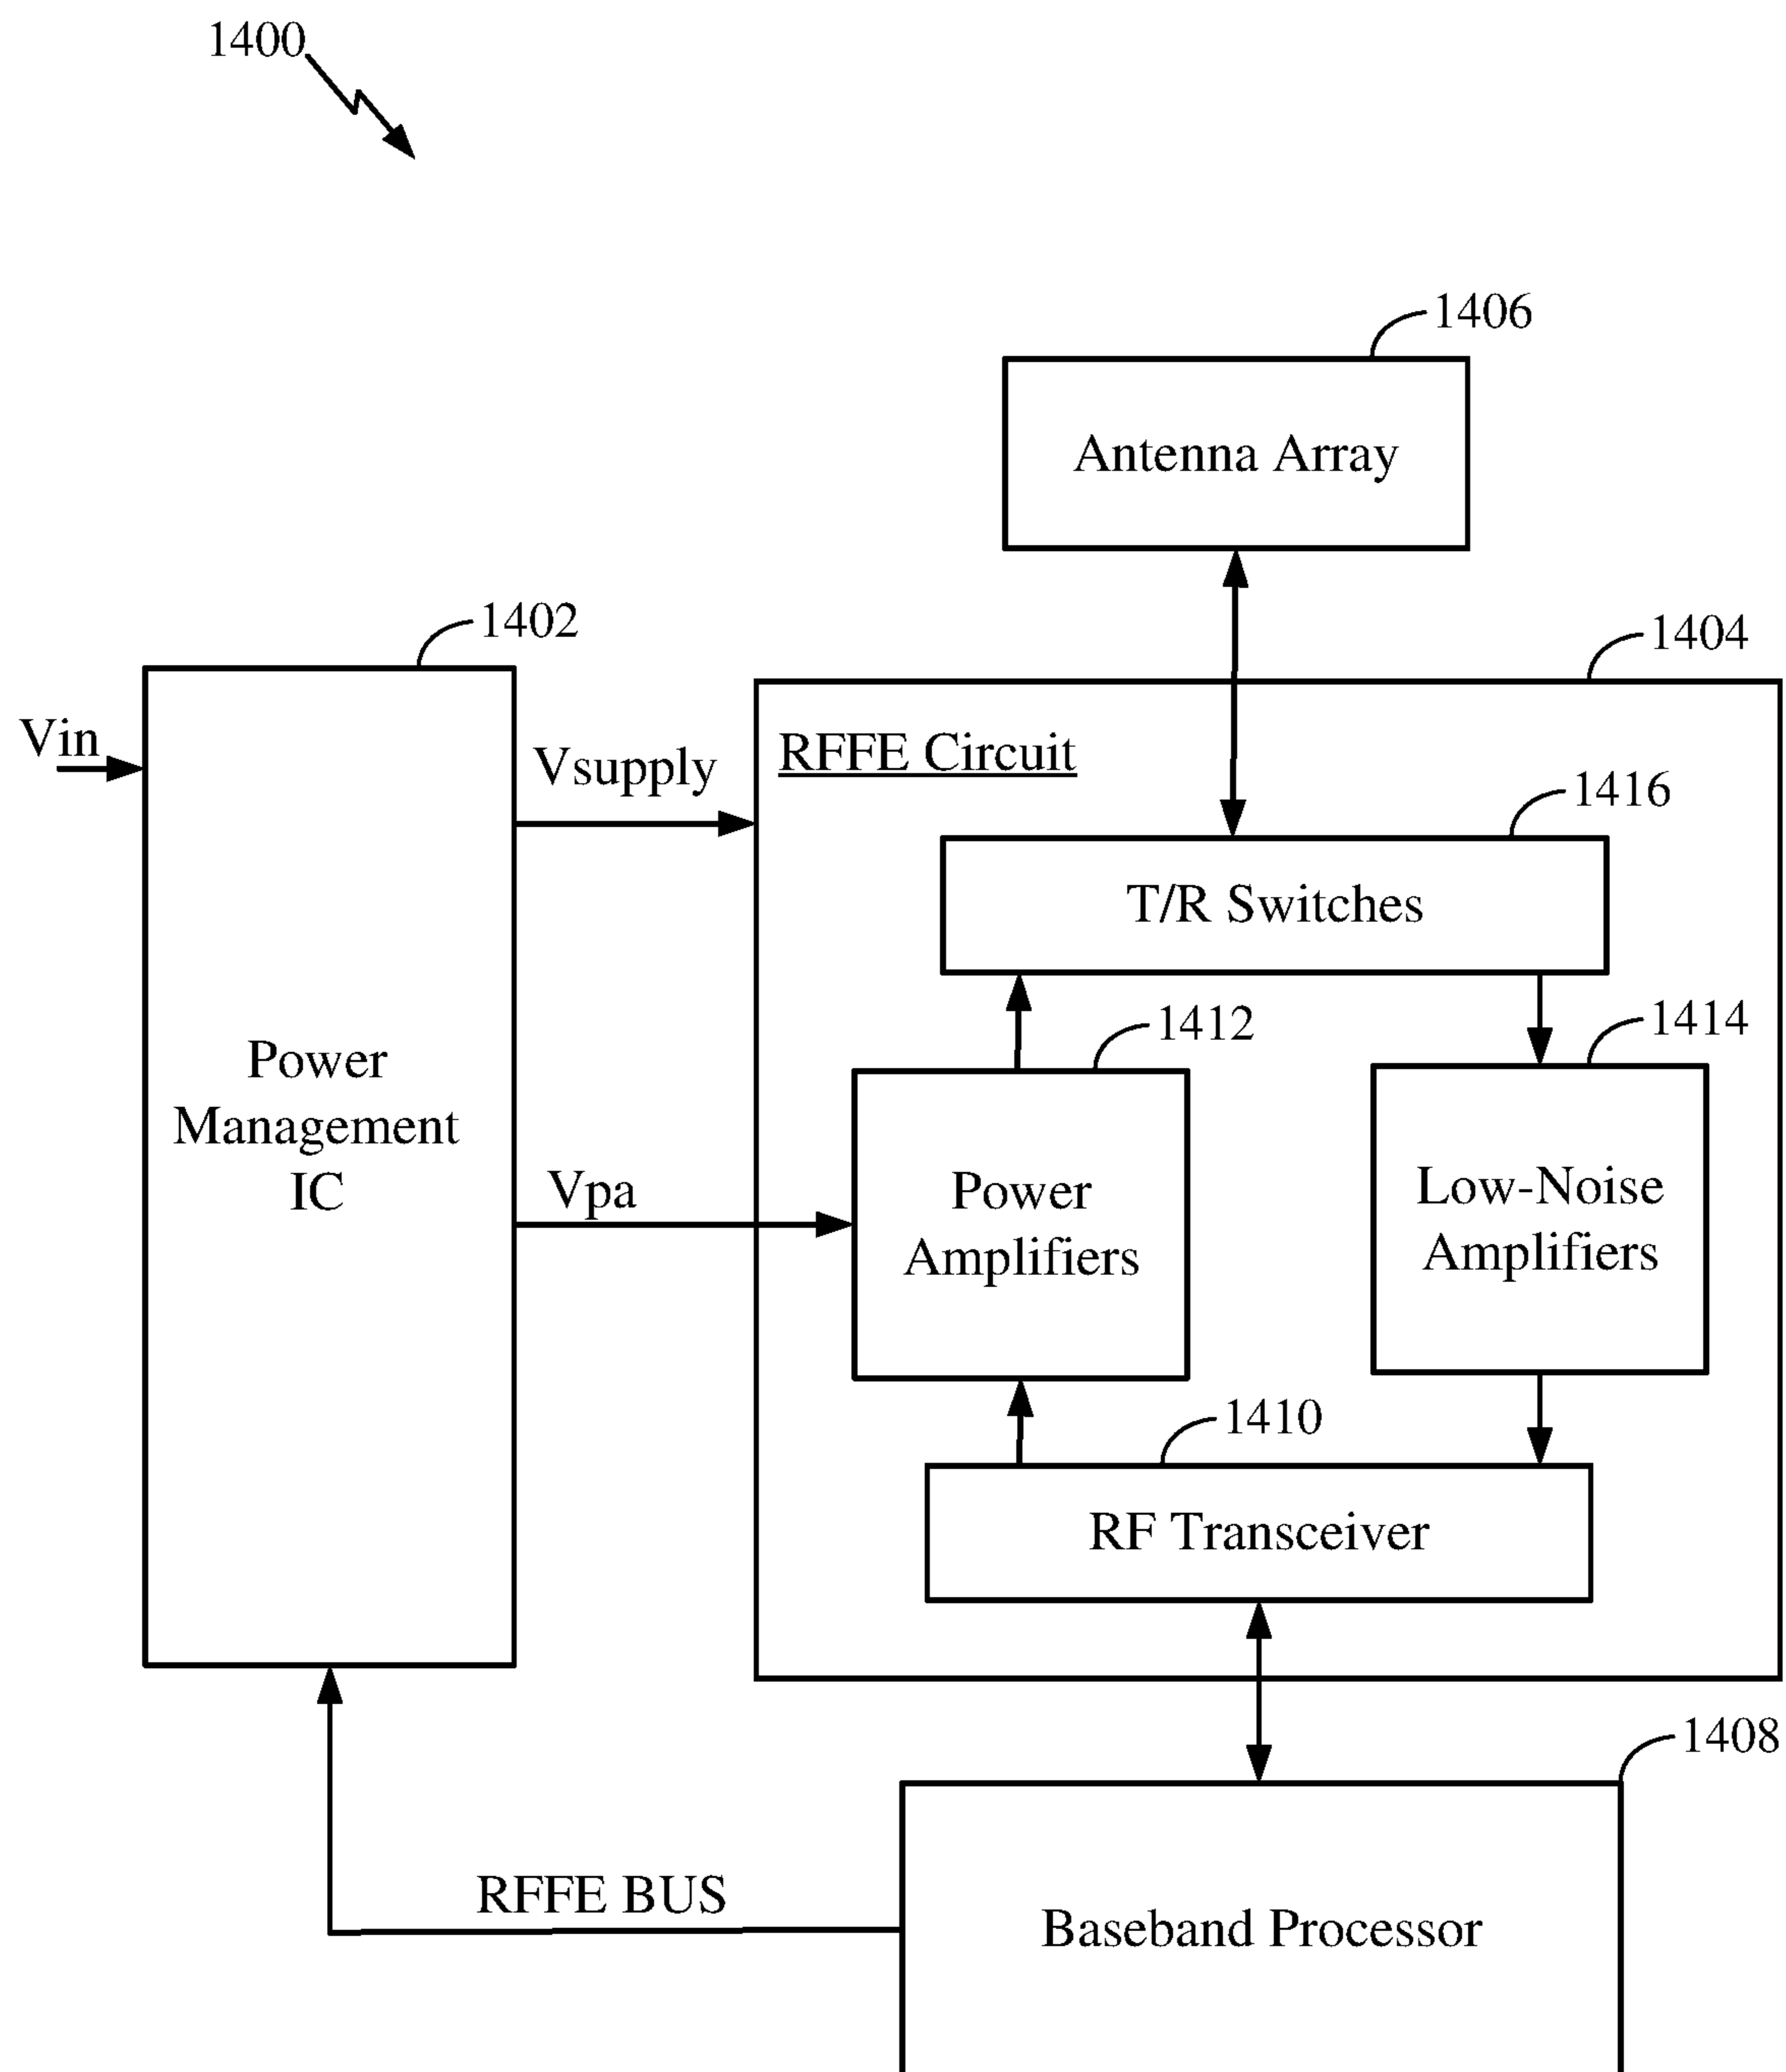 1400
1406
Antenna Array
1402
1404
Vin
Vsupply
RFFE Circuit
1416
T/R Switches
1412
1414
Power
Management
IC
Vpa
Power
Amplifiers
Low-Noise
Amplifiers
1410
RF Transceiver
1408
RFFE BUS
Baseband Processor